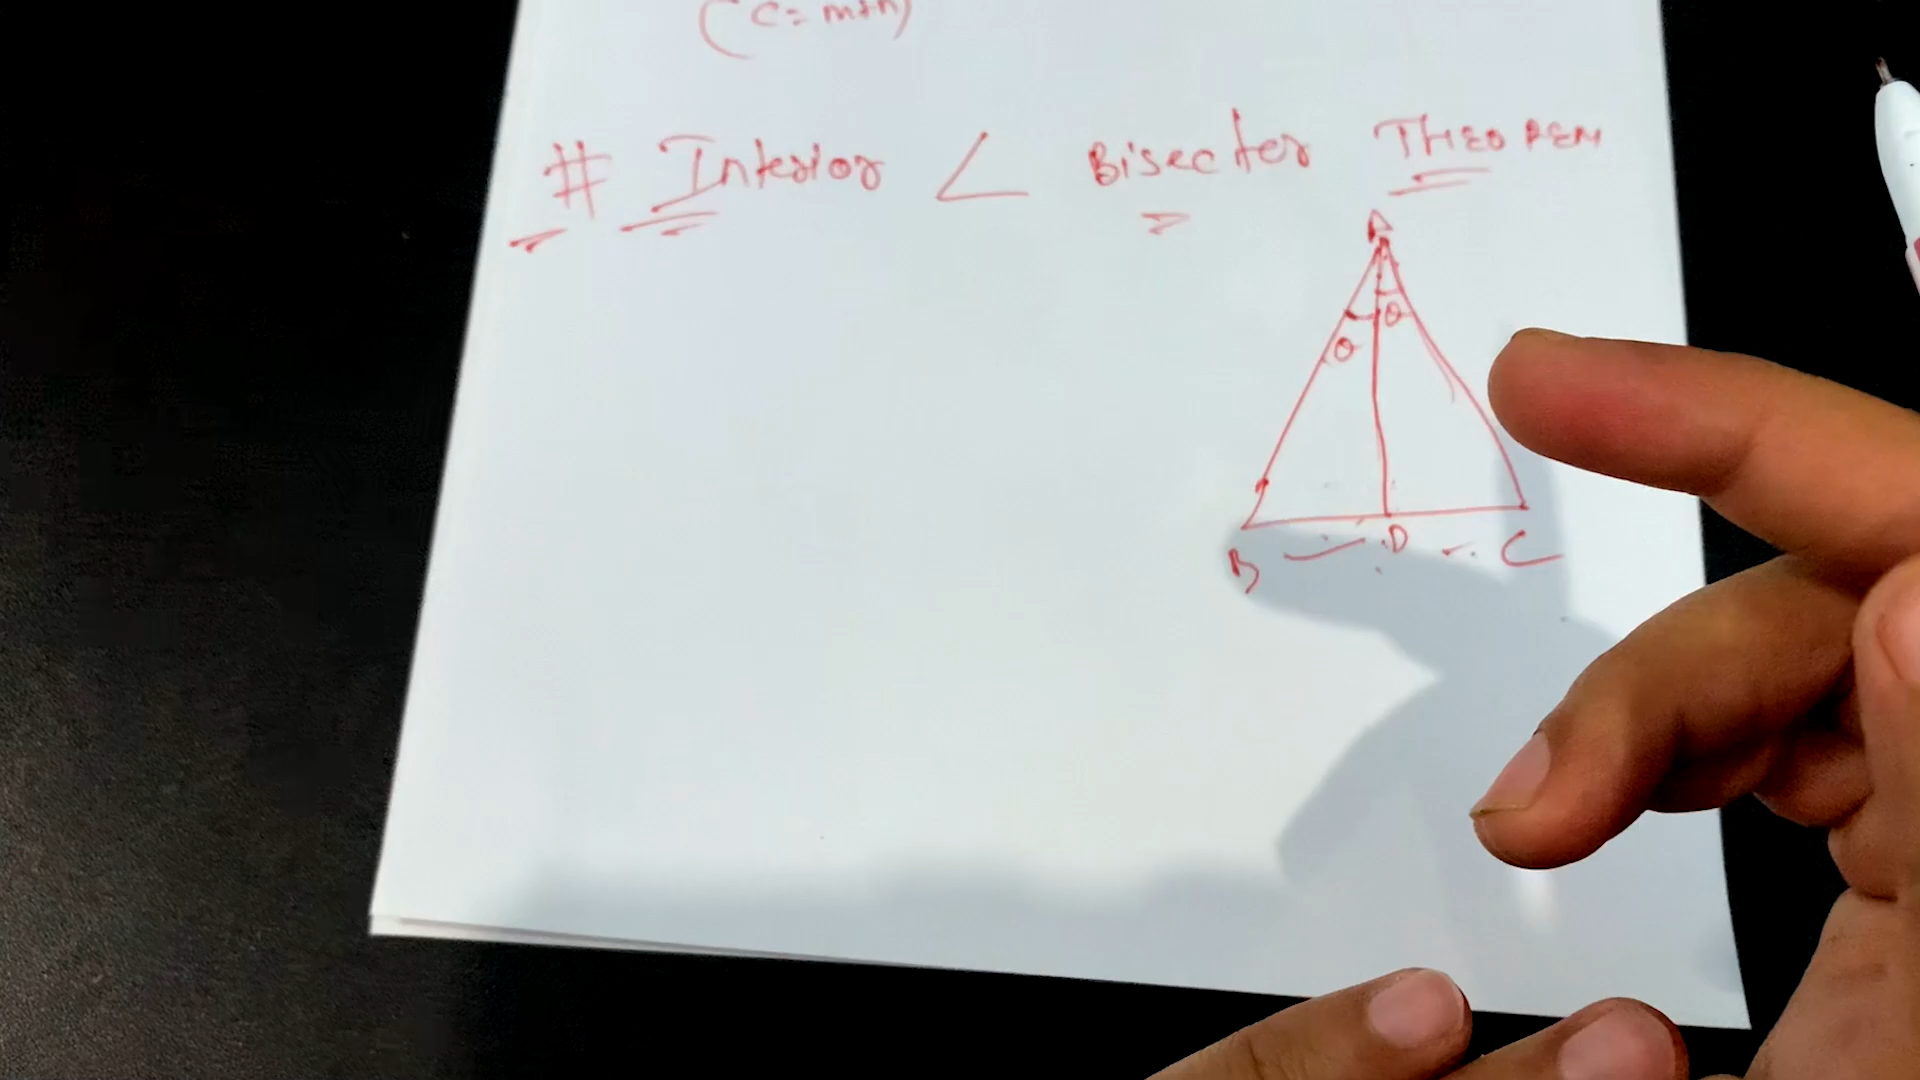 (c = m+n)
# Interior ∠ Bisector THEOREM
A
θ
θ
B D C